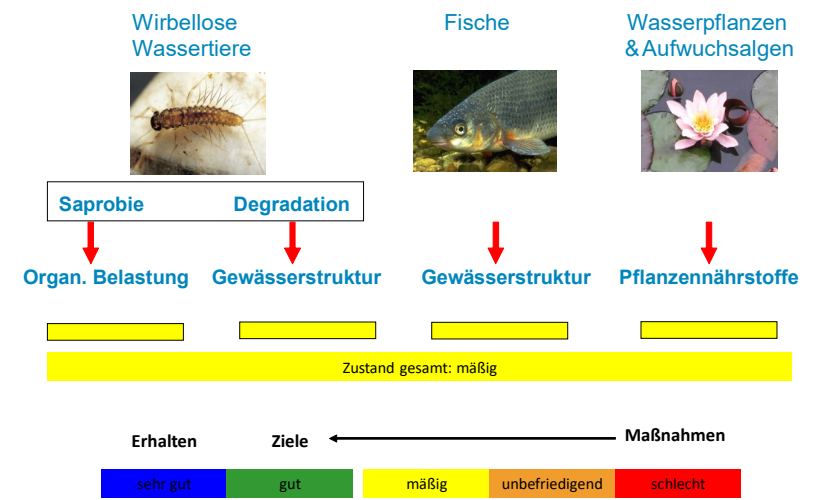 Wirbellose
Wassertiere
Fische
Wasserpflanzen
& Aufwuchsalgen
Saprobie
Degradation
Organ. Belastung
Gewässerstruktur
Gewässerstruktur
Pflanzennährstoffe
Zustand gesamt: mäßig
Erhalten
Ziele
Maßnahmen
sehr gut
gut
mäßig
unbefriedigend
schlecht